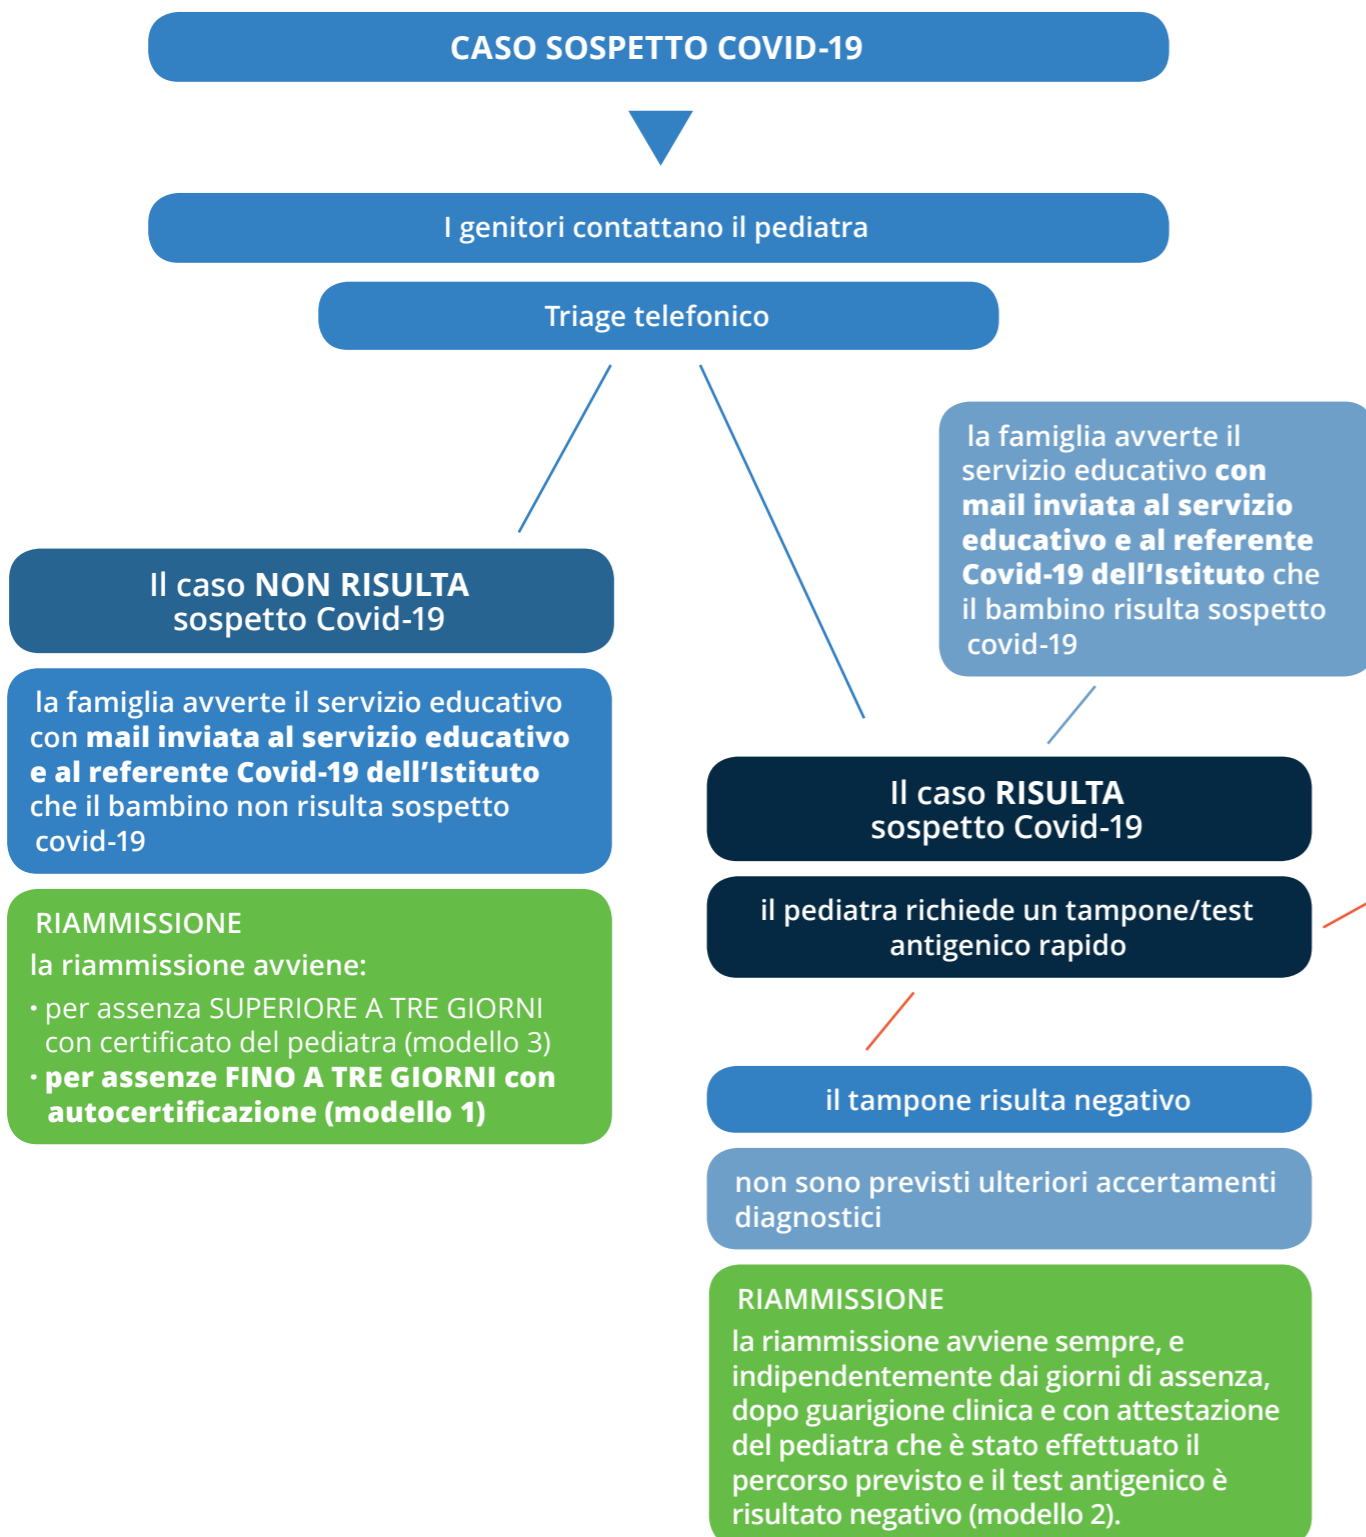 CASO SOSPETTO COVID-19
I genitori contattano il pediatra
Triage telefonico
la famiglia avverte il
servizio educativo con
mail inviata al servizio
educativo e al referente
Covid-19 dell’Istituto che
il bambino risulta sospetto
covid-19
Il caso NON RISULTA
sospetto Covid-19
la famiglia avverte il servizio educativo
con mail inviata al servizio educativo
e al referente Covid-19 dell’Istituto
che il bambino non risulta sospetto
covid-19
RIAMMISSIONE
la riammissione avviene:
· per assenza SUPERIORE A TRE GIORNI
con certificato del pediatra (modello 3)
· per assenze FINO A TRE GIORNI con
autocertificazione (modello 1)
Il caso RISULTA
sospetto Covid-19
il pediatra richiede un tampone/test
antigenico rapido
il tampone risulta negativo
non sono previsti ulteriori accertamenti
diagnostici
RIAMMISSIONE
la riammissione avviene sempre, e
indipendentemente dai giorni di assenza,
dopo guarigione clinica e con attestazione
del pediatra che è stato effettuato il
percorso previsto e il test antigenico è
risultato negativo (modello 2).